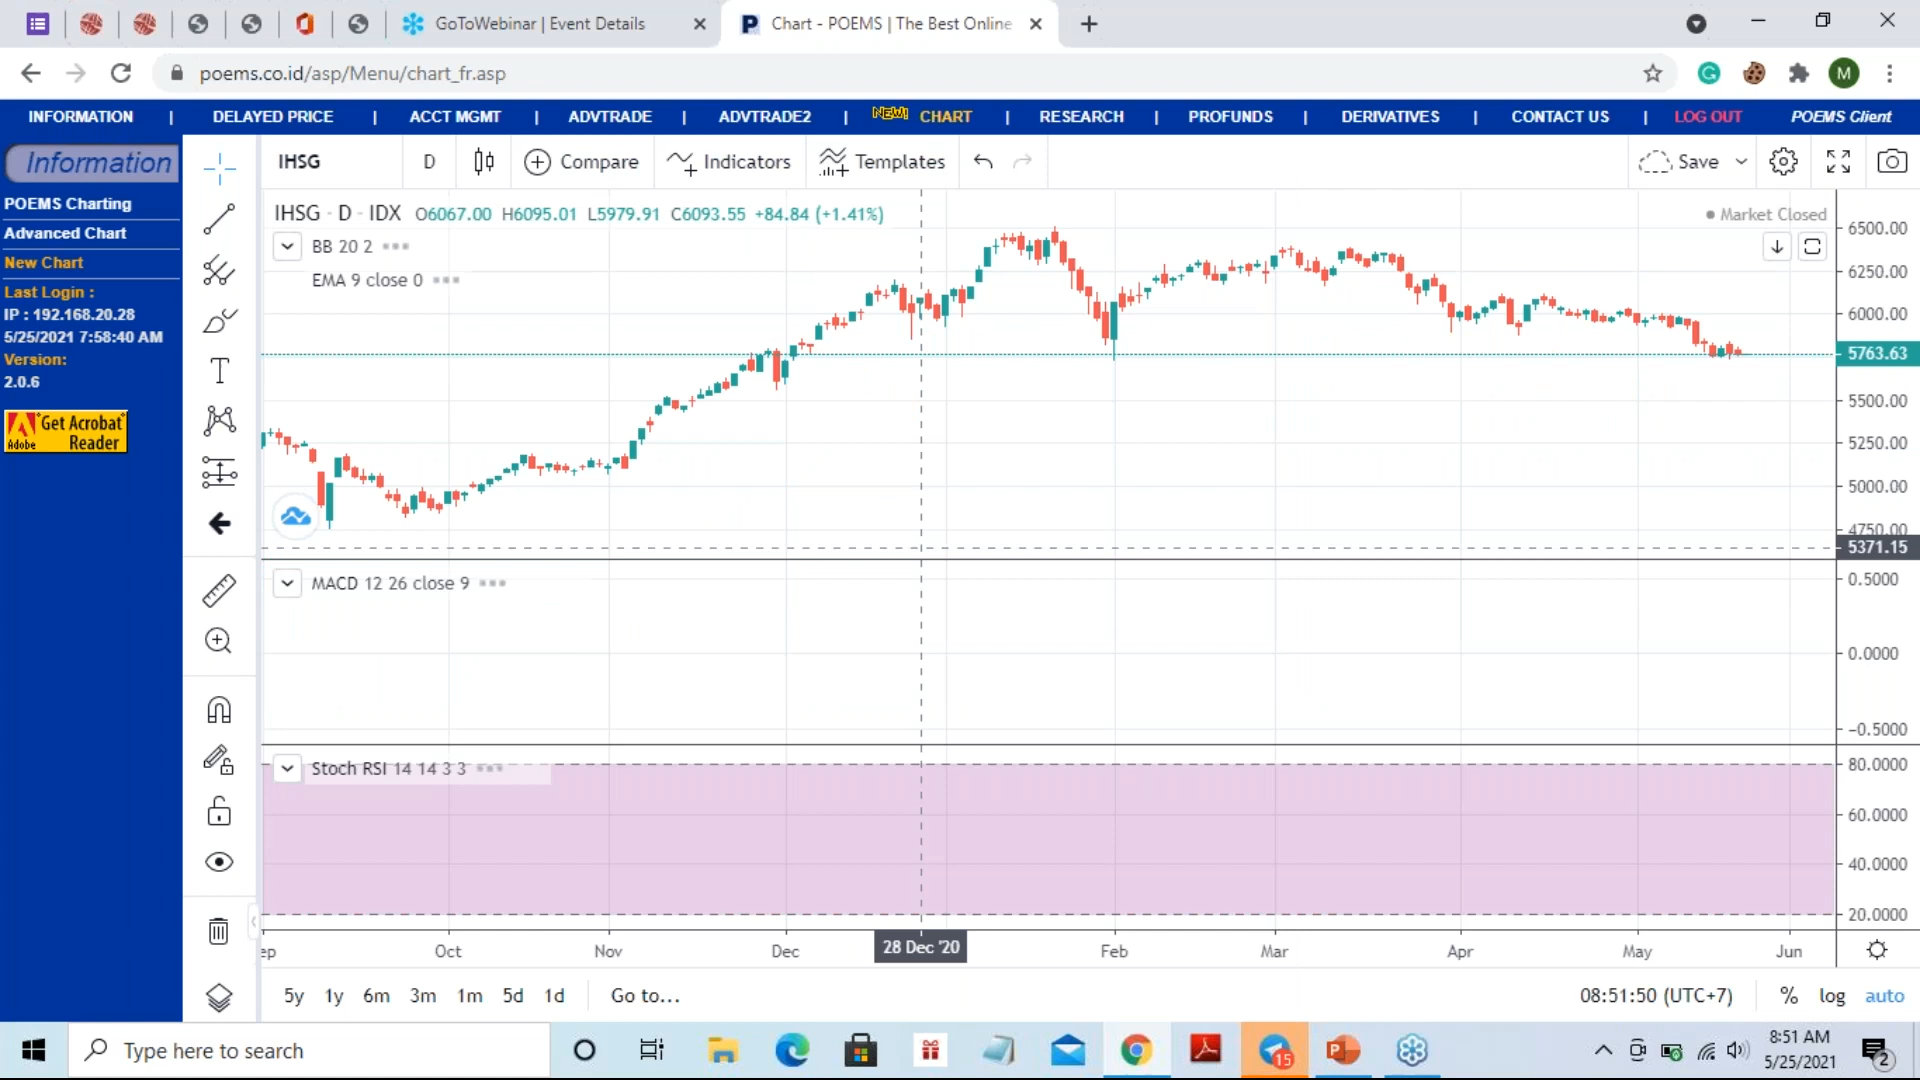 GoToWebinar | Event Details
Chart - POEMS | The Best Online
poems.co.id/asp/Menu/chart_fr.asp
M
INFORMATION | DELAYED PRICE | ACCT MGMT | ADVTRADE | ADVTRADE2 | NEW! CHART | RESEARCH | PROFUNDS | DERIVATIVES | CONTACT US | LOG OUT POEMS Client
Information
POEMS Charting
Advanced Chart
New Chart
Last Login :
IP : 192.168.20.28
5/25/2021 7:58:40 AM
Version:
2.0.6
Get Acrobat
Adobe Reader
IHSG D Compare Indicators Templates Save
IHSG · D · IDX O6067.00 H6095.01 L5979.91 C6093.55 +84.84 (+1.41%)
Market Closed
BB 20 2
EMA 9 close 0
6500.00
6250.00
6000.00
5763.63
5500.00
5250.00
5000.00
4750.00
5371.15
MACD 12 26 close 9
0.5000
0.0000
−0.5000
Stoch RSI 14 14 3 3
80.0000
60.0000
40.0000
20.0000
ep Oct Nov Dec 28 Dec '20 Feb Mar Apr May Jun
5y 1y 6m 3m 1m 5d 1d Go to... 08:51:50 (UTC+7) % log auto
Type here to search
15
8:51 AM
5/25/2021
2